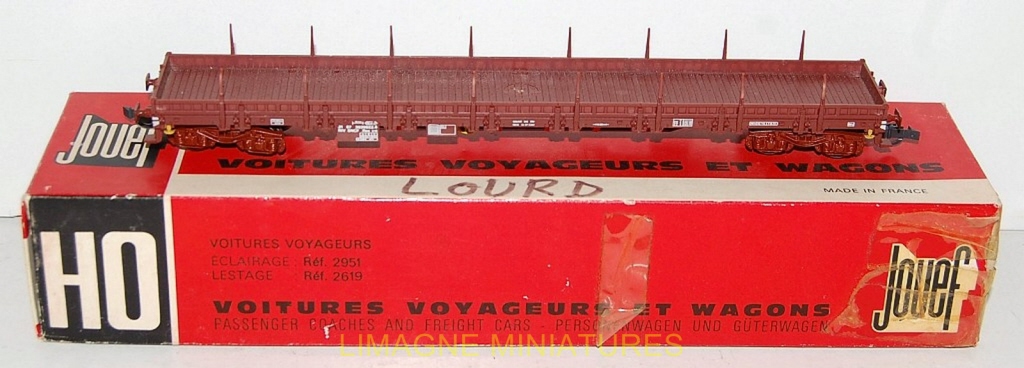 Jouef
VOITURES VOYAGEURS ET WAGONS
LOURD
MADE IN FRANCE
HO
VOITURES VOYAGEURS
ECLAIRAGE : Réf. 2951
LESTAGE : Réf. 2619
Jouef
VOITURES VOYAGEURS ET WAGONS
PASSENGER COACHES AND FREIGHT CARS - PERSONENWAGEN UND GÜTERWAGEN
LIMAGNE MINIATURES